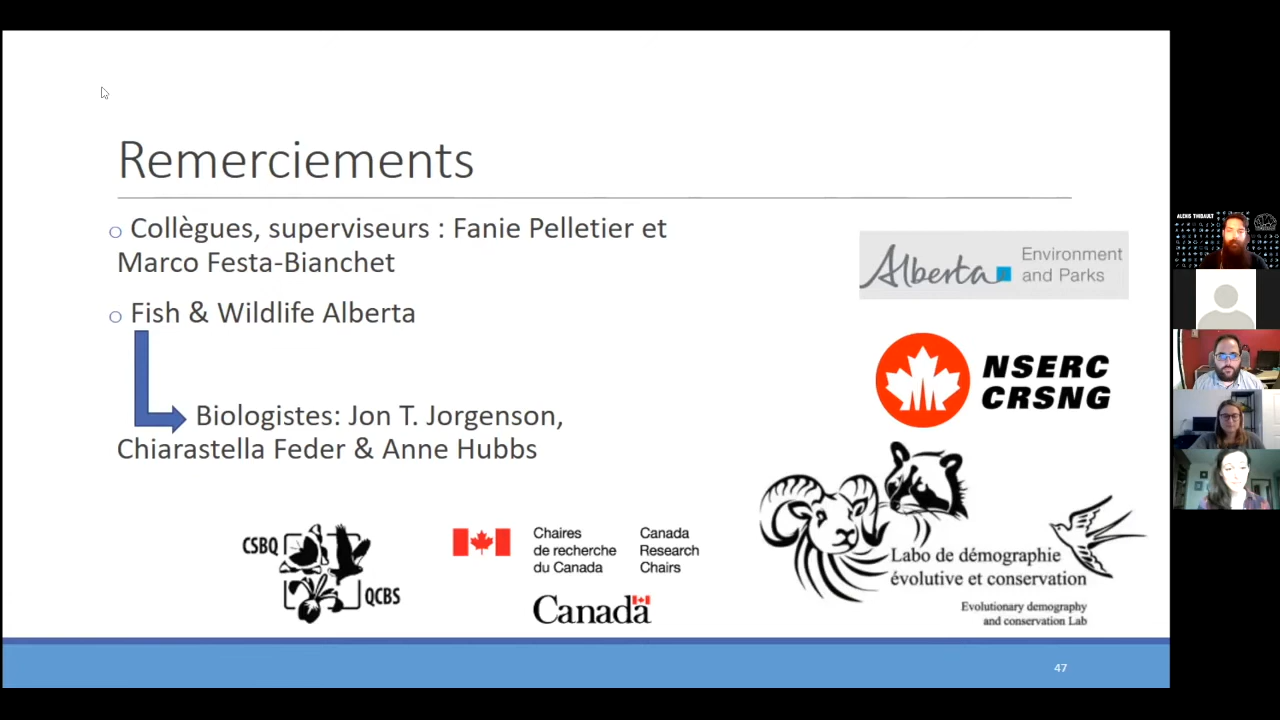 Remerciements
Collègues, superviseurs : Fanie Pelletier et
Marco Festa-Bianchet
Fish & Wildlife Alberta
Biologistes: Jon T. Jorgenson,
Chiarastella Feder & Anne Hubbs
Alberta
Environment
and Parks
NSERC
CRSNG
CSBQ
QCBS
Chaires
de recherche
du Canada
Canada
Research
Chairs
Canada
Labo de démographie
évolutive et conservation
Evolutionary demography
and conservation Lab
47
ALEXIS THIBAULT